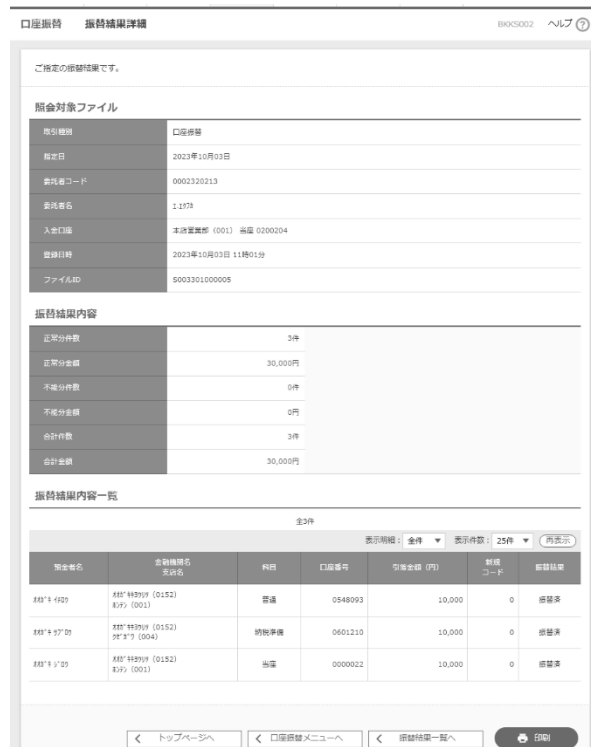 口座振替 振替結果詳細 BKKS002 ヘルプ ?
ご指定の振替結果です。
照会対象ファイル
取引種別 口座振替
指定日 2023年10月03日
委託者コード 0002320213
委託者名
入金口座 本店営業部（001） 当座 0200204
登録日時 2023年10月03日 11時01分
ファイルID S003301000005
振替結果内容
正常分件数 3件
正常分金額 30,000円
不能分件数 0件
不能分金額 0円
合計件数 3件
合計金額 30,000円
振替結果内容一覧
全3件
表示明細： 全件 ▼ 表示件数： 25件 ▼ 再表示
預金者名 金融機関名 科目 口座番号 引落金額（円） 新規 振替結果
支店名 コード
(0152) 普通 0548093 10,000 0 振替済
(001)
(0152) 納税準備 0601210 10,000 0 振替済
(004)
(0152) 当座 0000022 10,000 0 振替済
(001)
トップページへ 口座振替メニューへ 振替結果一覧へ 印刷